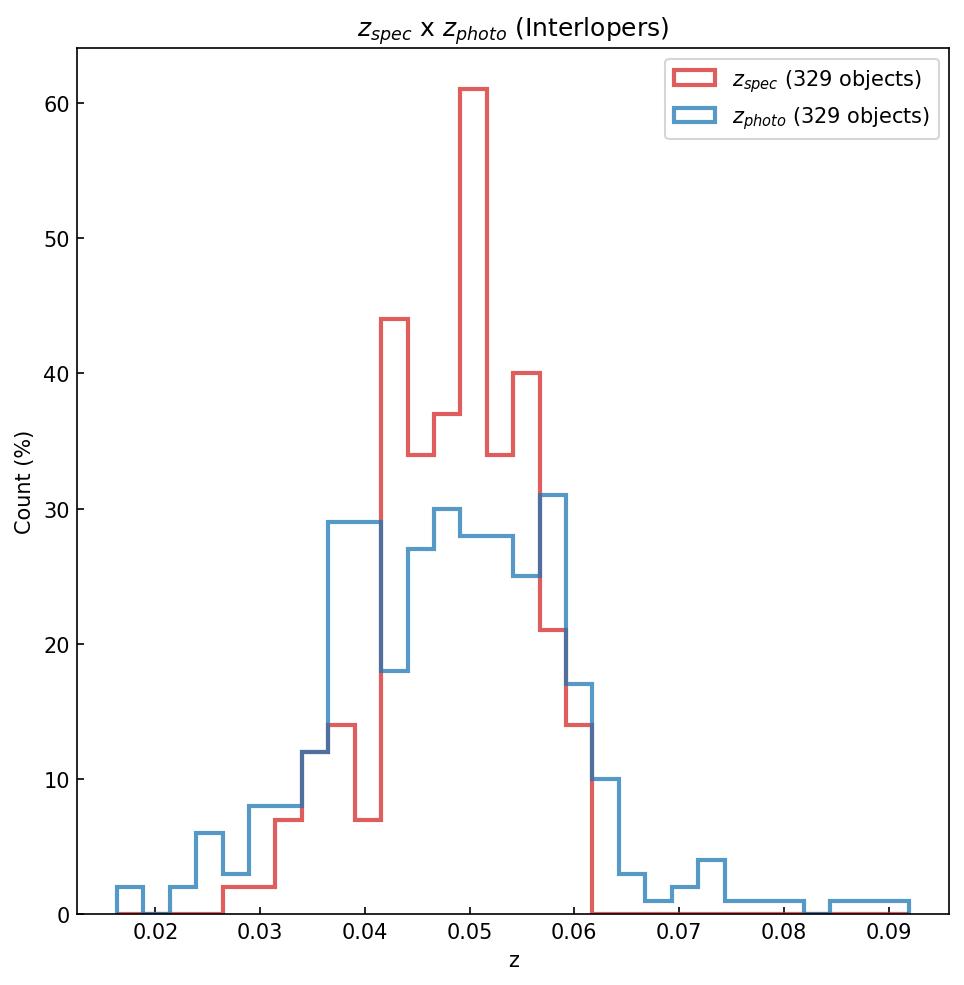 z_spec x z_photo (Interlopers)
z_spec (329 objects)
z_photo (329 objects)
Count (%)
60
50
40
30
20
10
0
0.02 0.03 0.04 0.05 0.06 0.07 0.08 0.09
z